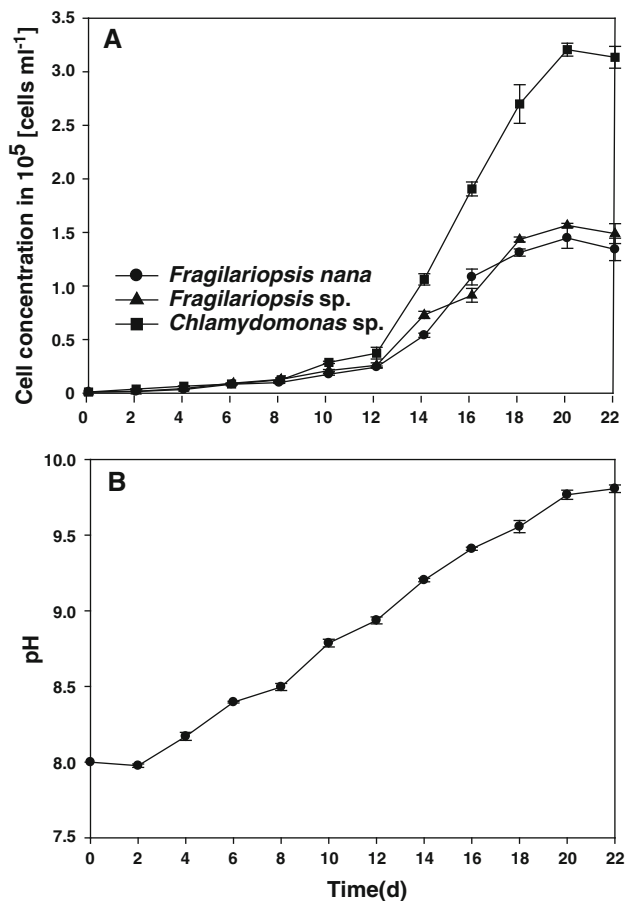 A
Cell concentration in 10⁵ [cells ml⁻¹]
3.5
3.0
2.5
2.0
1.5
1.0
0.5
0
Fragilariopsis nana
Fragilariopsis sp.
Chlamydomonas sp.
0 2 4 6 8 10 12 14 16 18 20 22
B
pH
10.0
9.5
9.0
8.5
8.0
7.5
0 2 4 6 8 10 12 14 16 18 20 22
Time(d)